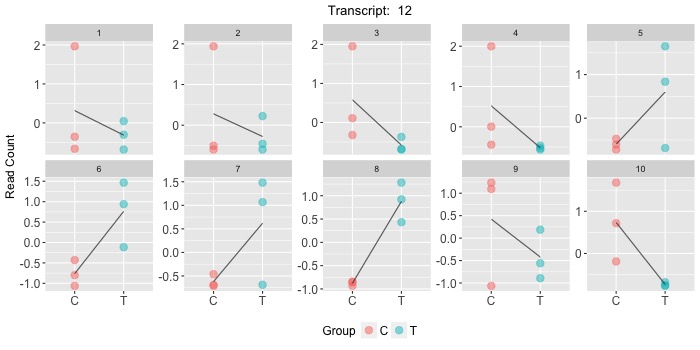 Transcript: 12
1 2 3 4 5
2 2 2 2
1 1 1 1 1
0 0 0 0 0
Read Count
6 7 8 9 10
1.5 1.5
1.0 1.0 1.0 1.0 1
0.5 0.5 0.5 0.5
0.0 0.0 0.0 0.0 0
-0.5 -0.5 -0.5 -0.5
-1.0 -1.0 -1.0
C T C T C T C T C T
Group C T